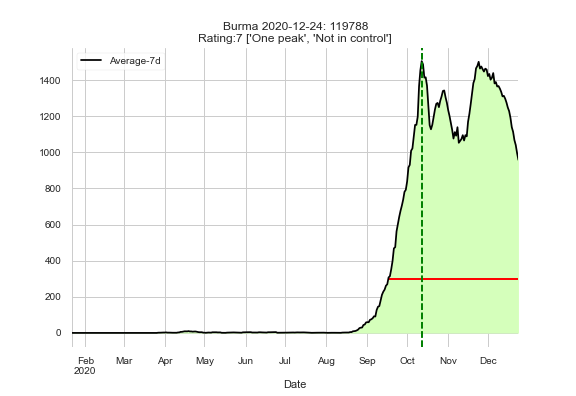 Burma 2020-12-24: 119788
Rating:7 ['One peak', 'Not in control']
Average-7d
1400
1200
1000
800
600
400
200
0
Feb Mar Apr May Jun Jul Aug Sep Oct Nov Dec
2020
Date